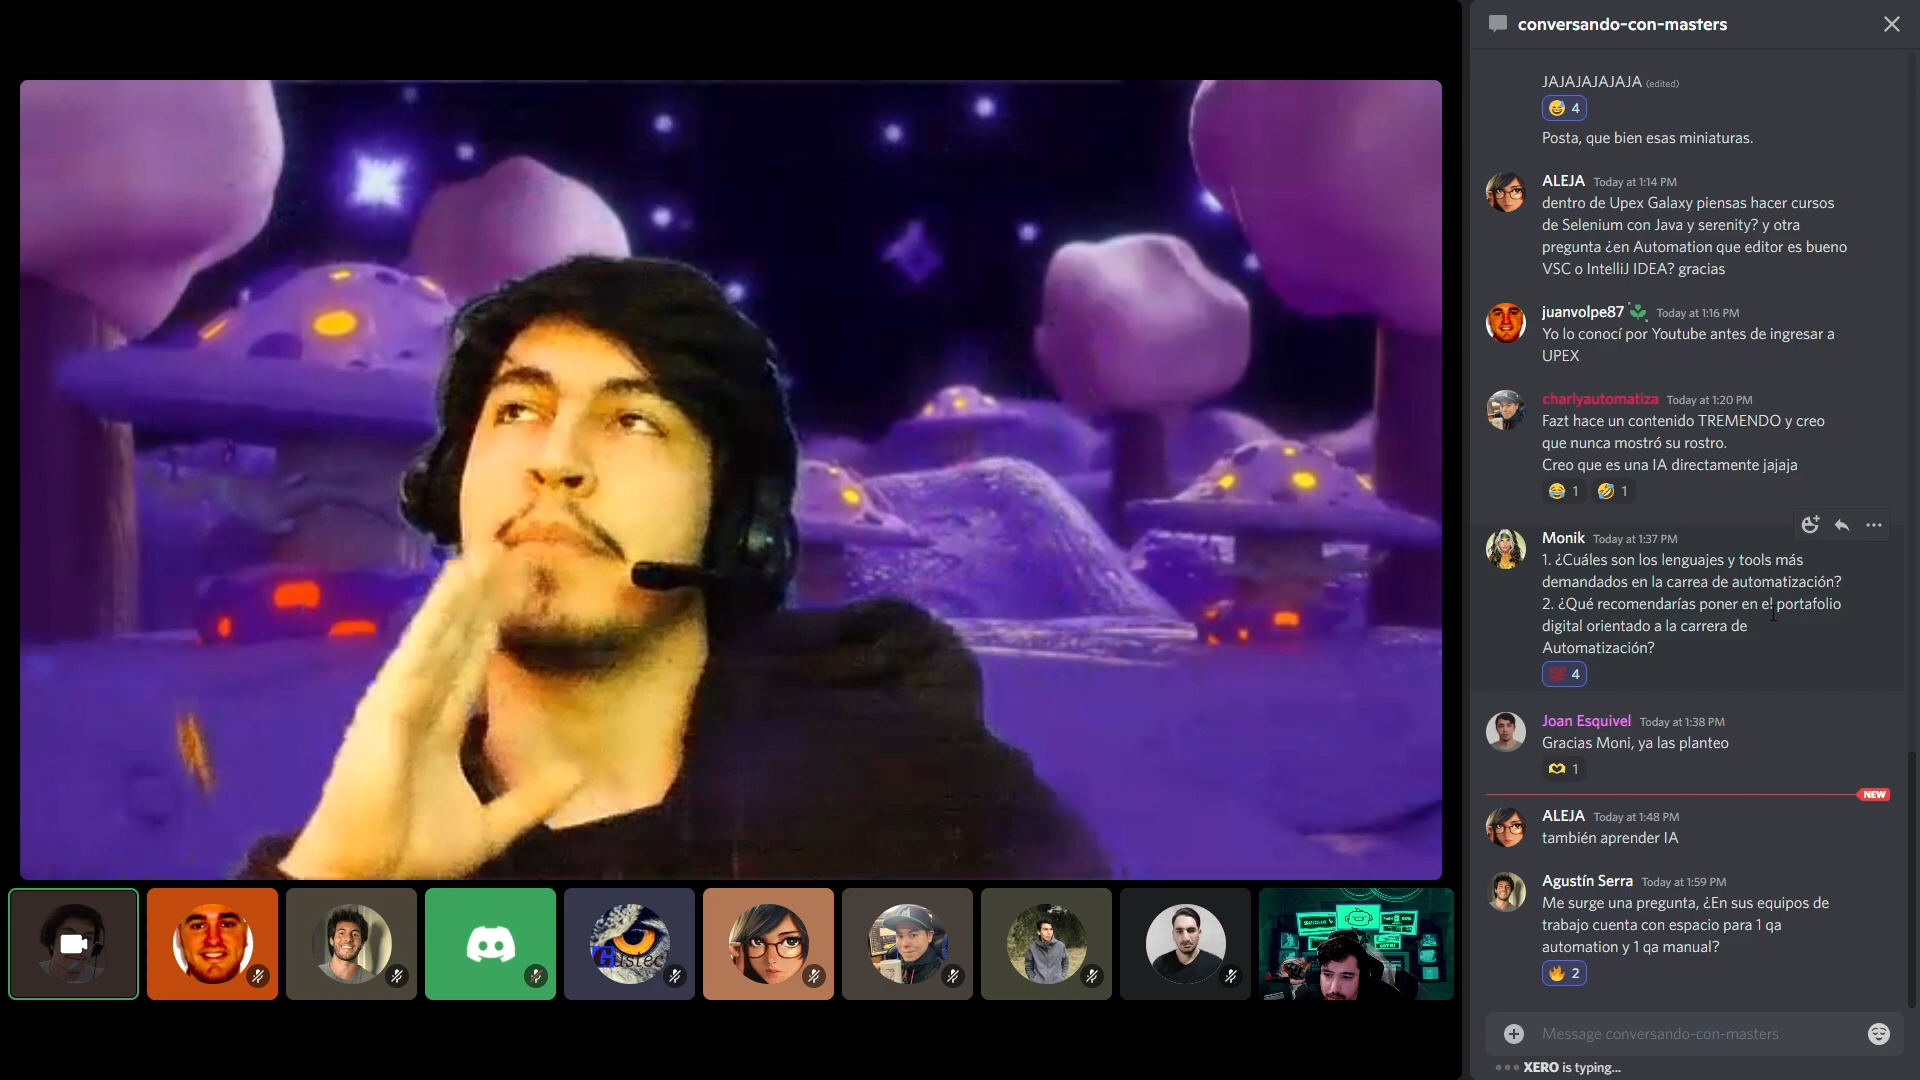 conversando-con-masters
JAJAJAJAJAJA (edited)
4
Posta, que bien esas miniaturas.
ALEJA Today at 1:14 PM
dentro de Upex Galaxy piensas hacer cursos
de Selenium con Java y serenity? y otra
pregunta ¿en Automation que editor es bueno
VSC o IntelliJ IDEA? gracias
juanvolpe87 Today at 1:16 PM
Yo lo conocí por Youtube antes de ingresar a
UPEX
charlyautomatiza Today at 1:20 PM
Fazt hace un contenido TREMENDO y creo
que nunca mostró su rostro.
Creo que es una IA directamente jajaja
1 1
Monik Today at 1:37 PM
1. ¿Cuáles son los lenguajes y tools más
demandados en la carrea de automatización?
2. ¿Qué recomendarías poner en el portafolio
digital orientado a la carrera de
Automatización?
4
Joan Esquivel Today at 1:38 PM
Gracias Moni, ya las planteo
1
NEW
ALEJA Today at 1:48 PM
también aprender IA
Agustín Serra Today at 1:59 PM
Me surge una pregunta, ¿En sus equipos de
trabajo cuenta con espacio para 1 qa
automation y 1 qa manual?
2
Message conversando-con-masters
XERO is typing...